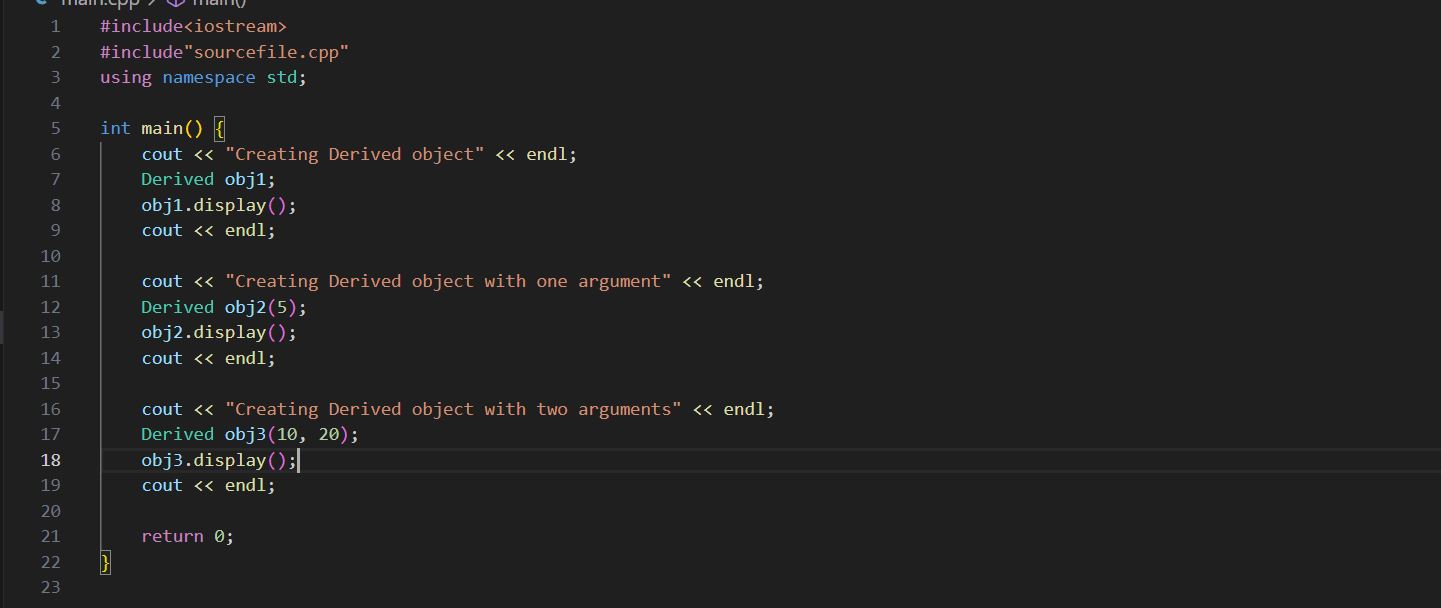 main.cpp > main()
1 #include<iostream>
2 #include"sourcefile.cpp"
3 using namespace std;
4
5 int main() {
6     cout << "Creating Derived object" << endl;
7     Derived obj1;
8     obj1.display();
9     cout << endl;
10
11     cout << "Creating Derived object with one argument" << endl;
12     Derived obj2(5);
13     obj2.display();
14     cout << endl;
15
16     cout << "Creating Derived object with two arguments" << endl;
17     Derived obj3(10, 20);
18     obj3.display();
19     cout << endl;
20
21     return 0;
22 }
23